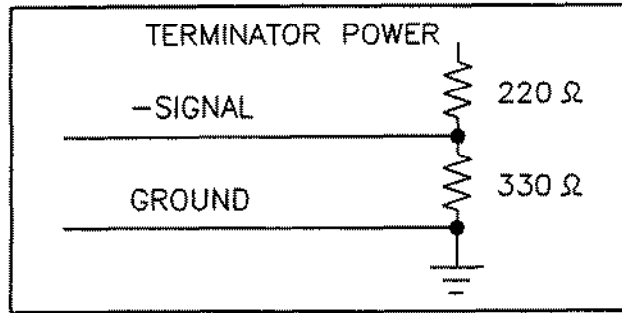 TERMINATOR POWER
220 Ω
-SIGNAL
330 Ω
GROUND